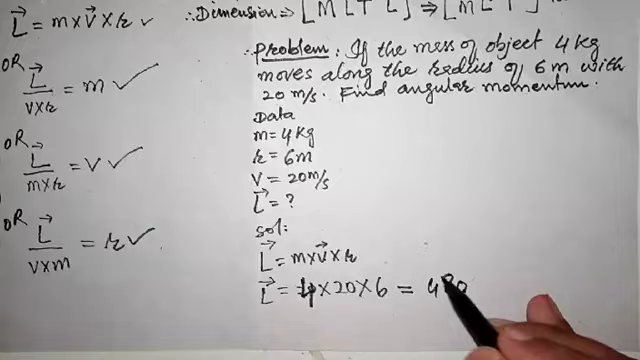 L⃗ = m x V⃗ x r ✓
OR
L⃗ / V x r = m ✓
OR
L⃗ / m x r = V ✓
OR
L⃗ / V x m = r ✓
∴ Dimension ⇒ [M L T L] ⇒ [M L T
Problem: If the mass of object 4 Kg
moves along the radius of 6 m with
20 m/s. Find angular momentum.
Data
m = 4 Kg
r = 6 m
V = 20 m/s
L⃗ = ?
Sol:
L⃗ = m x V⃗ x r
L⃗ = 4 x 20 x 6 = 480